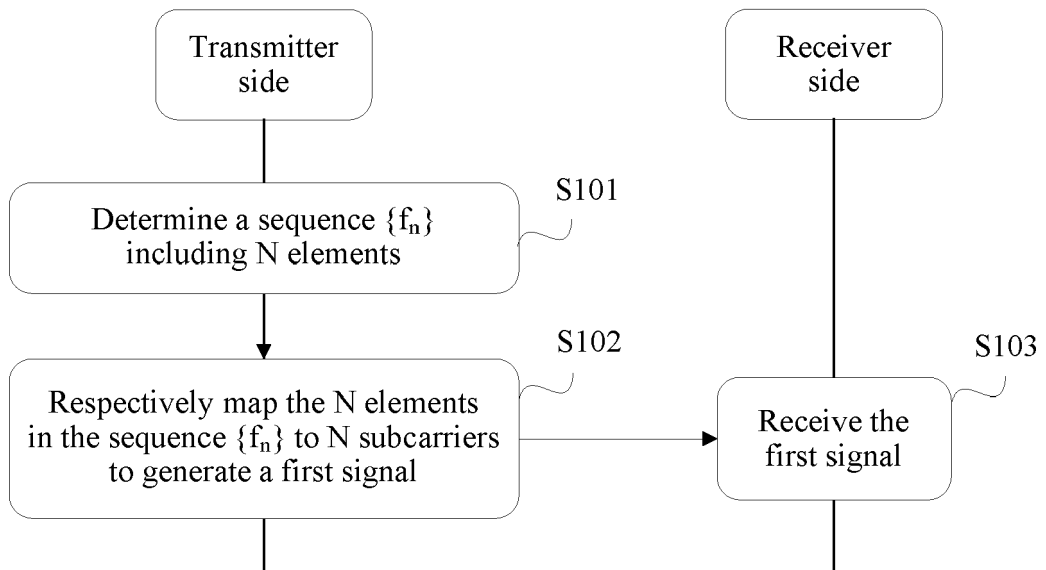 Transmitter
side
Receiver
side
S101
Determine a sequence {fₙ}
including N elements
S102
Respectively map the N elements
in the sequence {fₙ} to N subcarriers
to generate a first signal
S103
Receive the
first signal